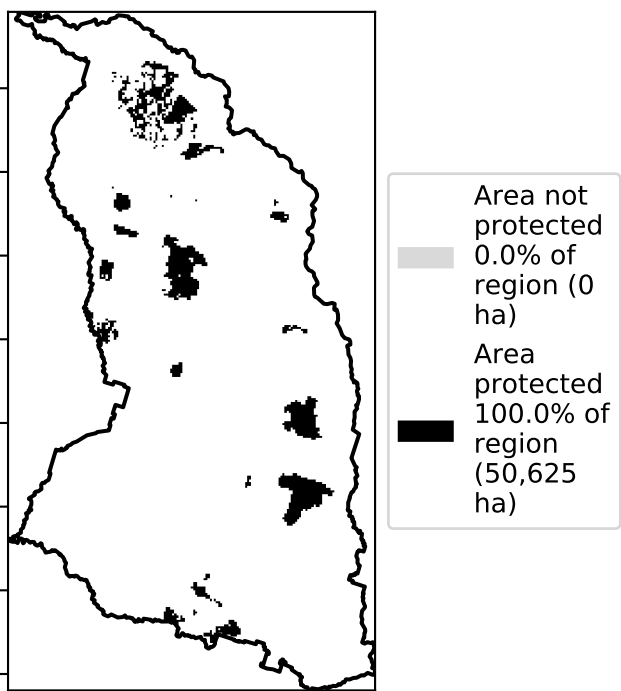 Area not
protected
0.0% of
region (0
ha)
Area
protected
100.0% of
region
(50,625
ha)